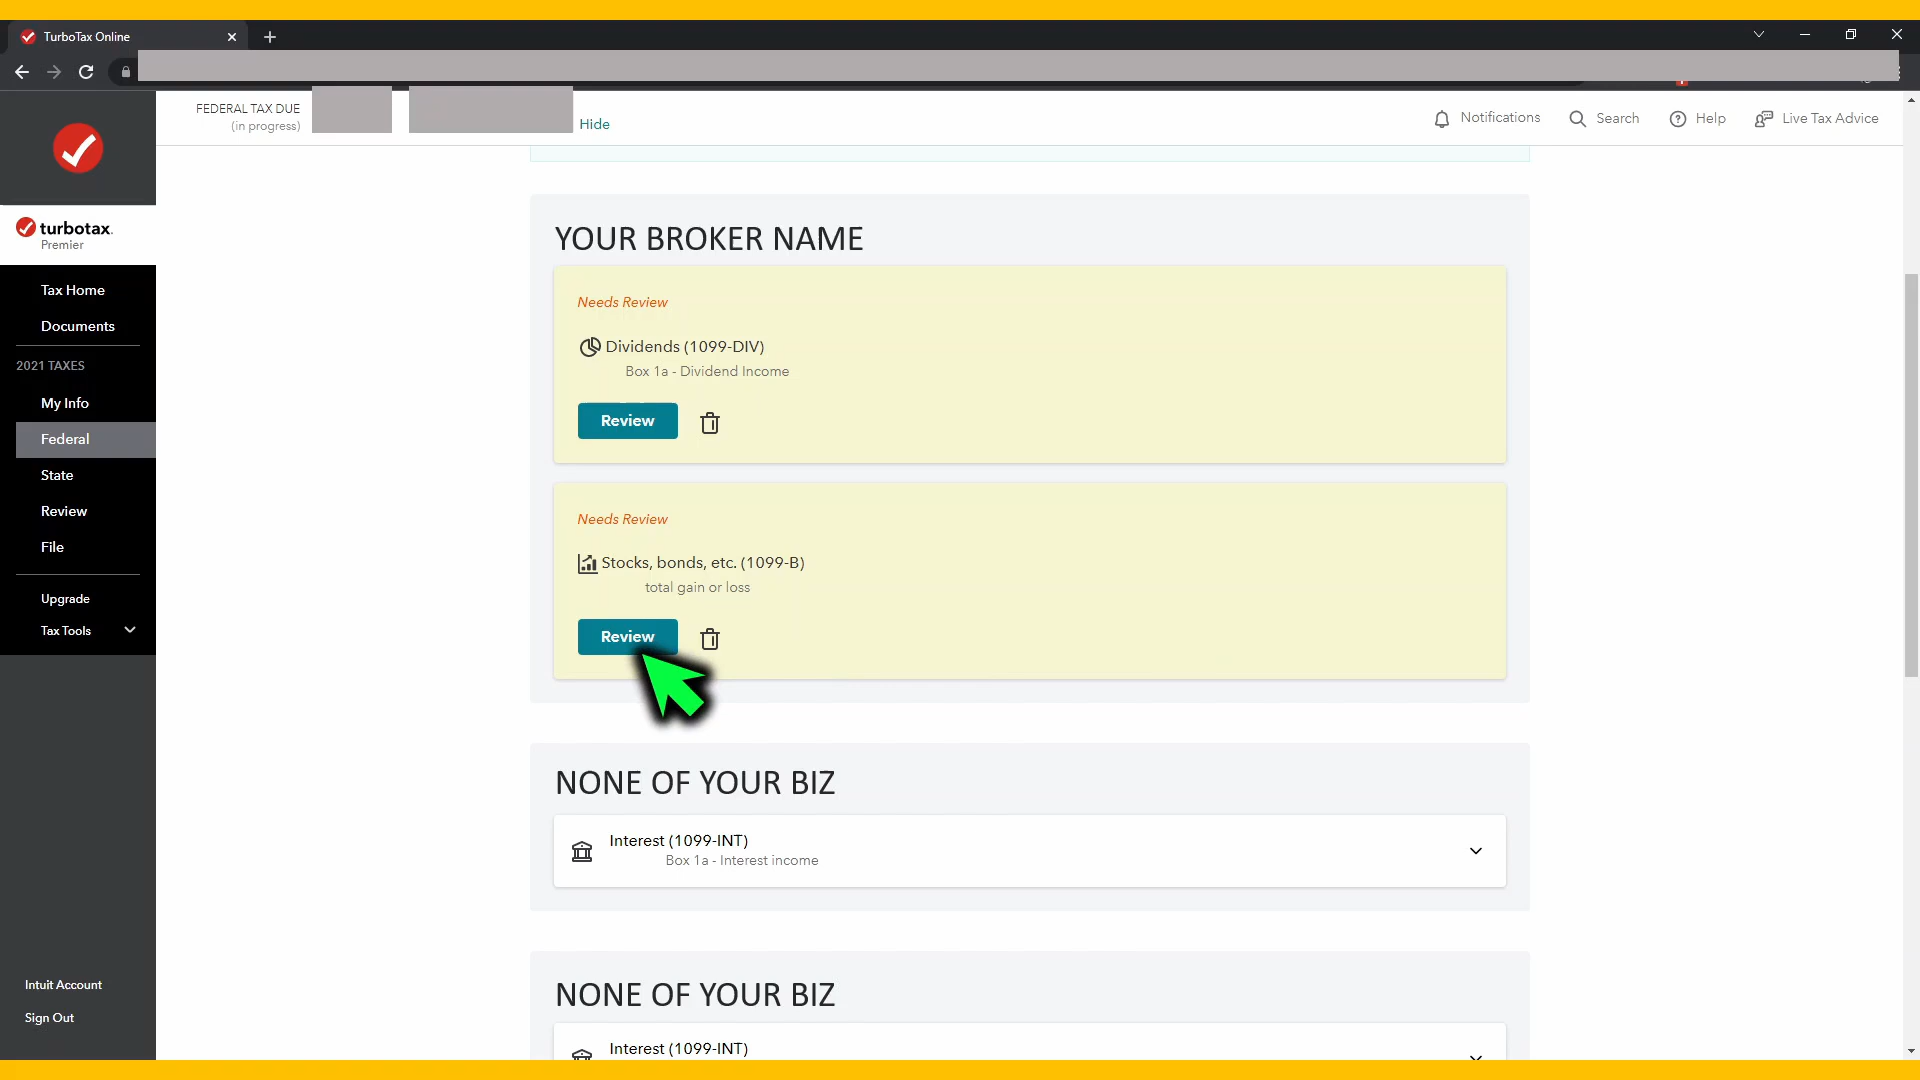 TurboTax Online
FEDERAL TAX DUE
(in progress)
Hide
Notifications
Search
Help
Live Tax Advice
turbotax.
Premier
Tax Home
Documents
2021 TAXES
My Info
Federal
State
Review
File
Upgrade
Tax Tools
Intuit Account
Sign Out
YOUR BROKER NAME
Needs Review
Dividends (1099-DIV)
Box 1a - Dividend Income
Review
Needs Review
Stocks, bonds, etc. (1099-B)
total gain or loss
Review
NONE OF YOUR BIZ
Interest (1099-INT)
Box 1a - Interest income
NONE OF YOUR BIZ
Interest (1099-INT)